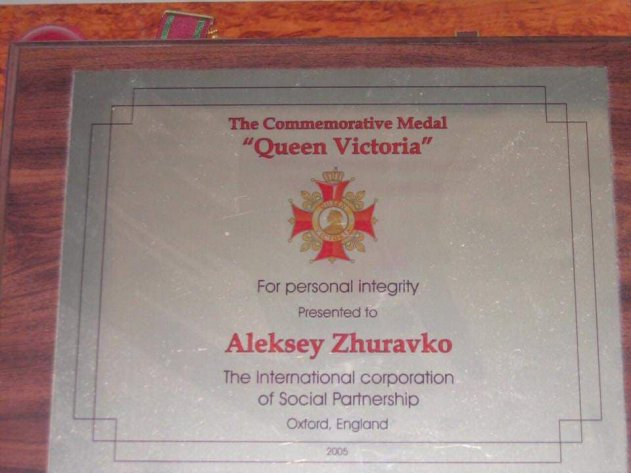 The Commemorative Medal
“Queen Victoria”
For personal integrity
Presented to
Aleksey Zhuravko
The international corporation
of Social Partnership
Oxford, England
2005